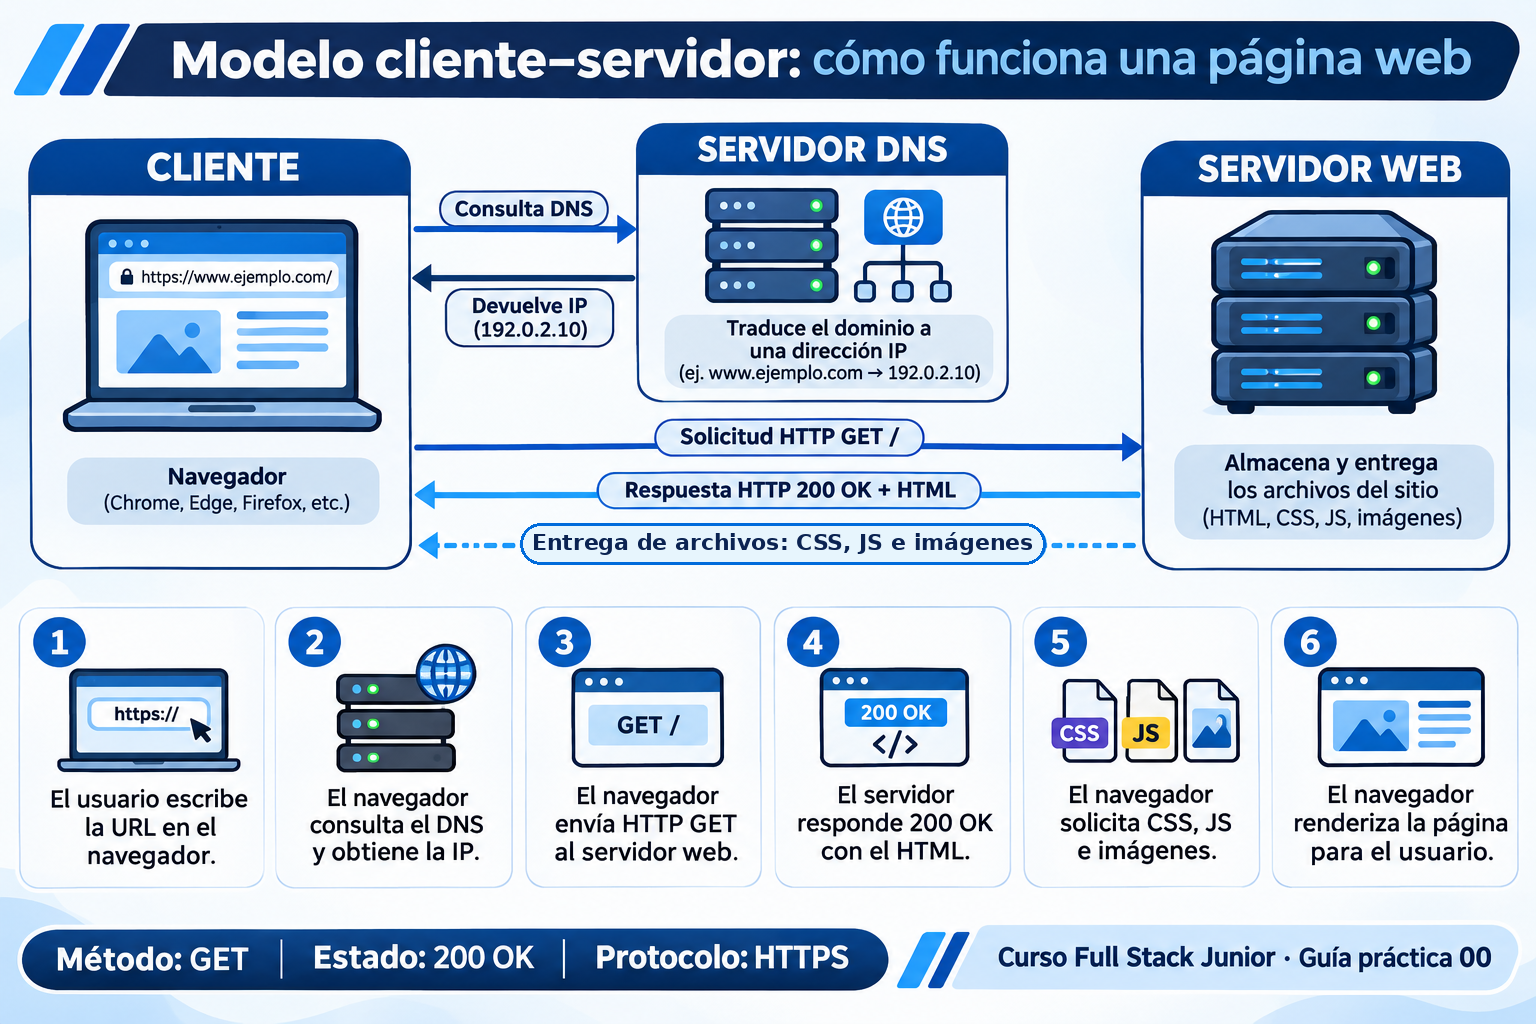 Modelo cliente–servidor: cómo funciona una página web
CLIENTE
https://www.ejemplo.com/
Navegador
(Chrome, Edge, Firefox, etc.)
Consulta DNS
Devuelve IP
(192.0.2.10)
SERVIDOR DNS
Traduce el dominio a
una dirección IP
(ej. www.ejemplo.com → 192.0.2.10)
SERVIDOR WEB
Almacena y entrega
los archivos del sitio
(HTML, CSS, JS, imágenes)
Solicitud HTTP GET /
Respuesta HTTP 200 OK + HTML
Entrega de archivos: CSS, JS e imágenes
1
https://
El usuario escribe
la URL en el
navegador.
2
El navegador
consulta el DNS
y obtiene la IP.
3
GET /
El navegador
envía HTTP GET
al servidor web.
4
200 OK
</>
El servidor
responde 200 OK
con el HTML.
5
CSS
JS
El navegador
solicita CSS, JS
e imágenes.
6
El navegador
renderiza la página
para el usuario.
Método: GET | Estado: 200 OK | Protocolo: HTTPS
Curso Full Stack Junior · Guía práctica 00